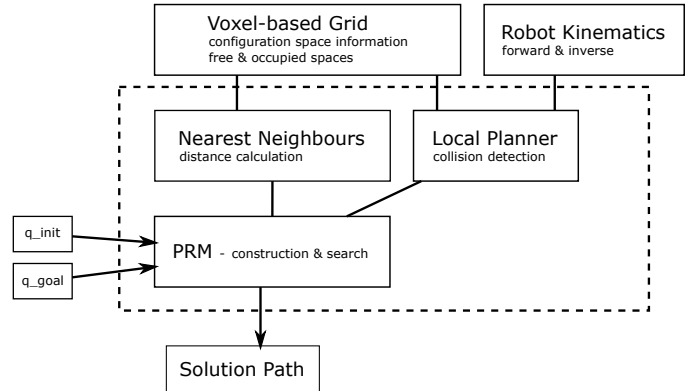 Voxel-based Grid
configuration space information
free & occupied spaces
Robot Kinematics
forward & inverse
Nearest Neighbours
distance calculation
Local Planner
collision detection
q_init
q_goal
PRM - construction & search
Solution Path